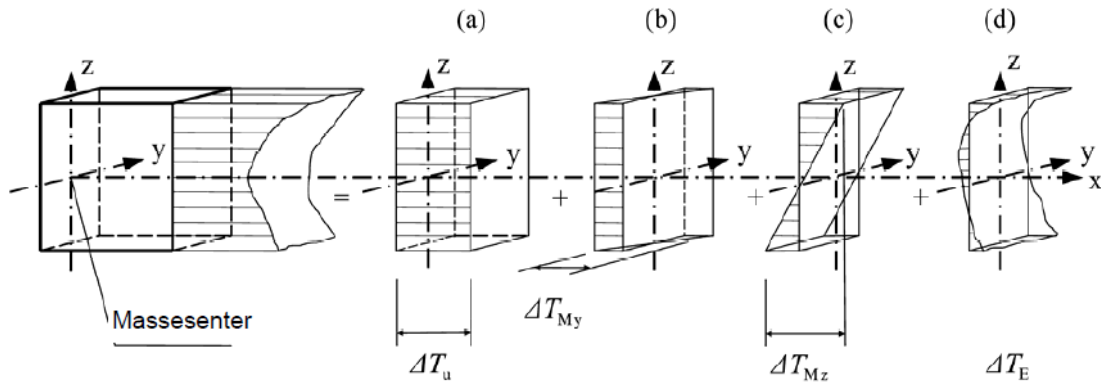 (a) (b) (c) (d)
z z z z z
y y y y y
= + + + x
Massesenter
ΔT_My
ΔT_u ΔT_Mz ΔT_E